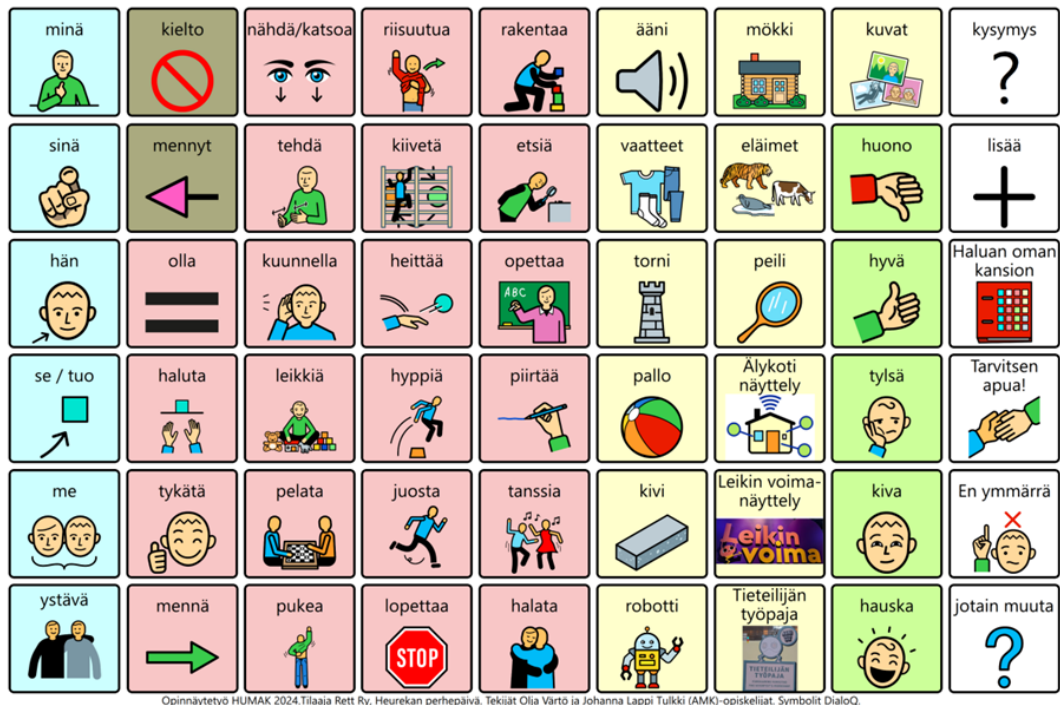 minä
kielto
nähdä/katsoa
riisuutua
rakentaa
ääni
mökki
kuvat
kysymys
?
sinä
mennyt
tehdä
kiivetä
etsiä
vaatteet
eläimet
huono
lisää
hän
olla
kuunnella
heittää
opettaa
ABC
torni
peili
hyvä
Haluan oman
kansion
se / tuo
haluta
leikkiä
hyppiä
piirtää
pallo
Älykoti
näyttely
tylsä
Tarvitsen
apua!
me
tykätä
pelata
juosta
tanssia
kivi
Leikin voima-
näyttely
Leikin
voima
kiva
En ymmärrä
ystävä
mennä
pukea
lopettaa
STOP
halata
robotti
Tieteilijän
työpaja
TIETEILIJÄN
TYÖPAJA
hauska
jotain muuta
?
Opinnäytetyö HUMAK 2024.Tilaaja Rett Ry, Heurekan perhepäivä. Tekijät Olja Värtö ja Johanna Lappi Tulkki (AMK)-opiskelijat. Symbolit DialoQ.